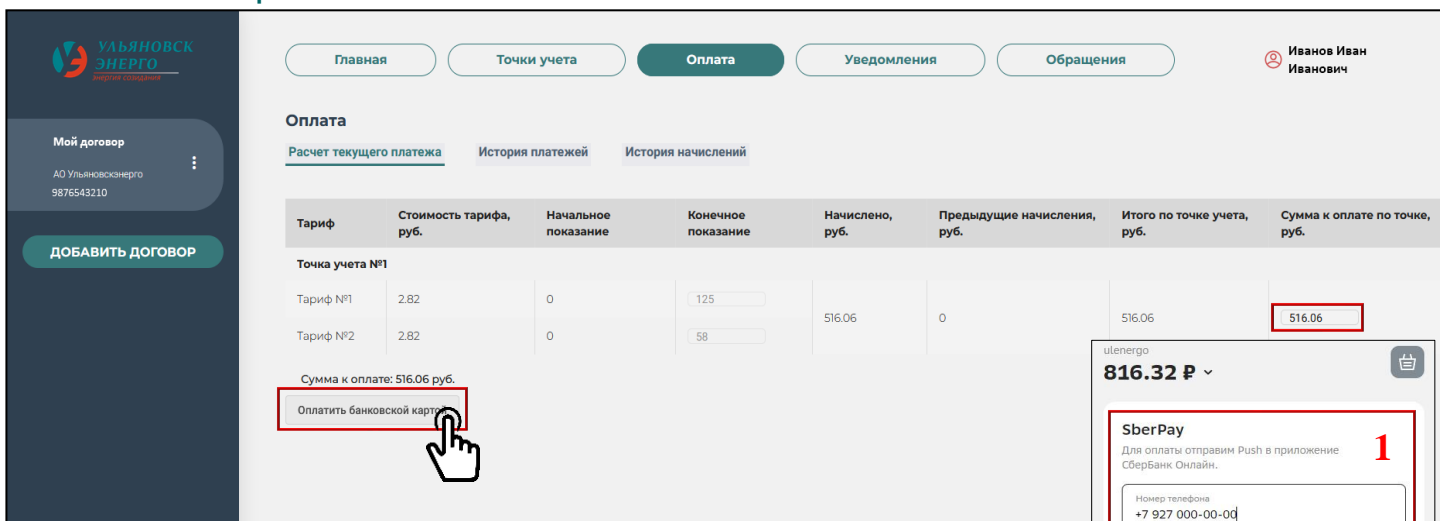 УЛЬЯНОВСК
ЭНЕРГО
энергия созидания
Главная
Точки учета
Оплата
Уведомления
Обращения
Иванов Иван
Иванович
Мой договор
АО Ульяновскэнерго
9876543210
ДОБАВИТЬ ДОГОВОР
Оплата
Расчет текущего платежа
История платежей
История начислений
Тариф
Стоимость тарифа,
руб.
Начальное
показание
Конечное
показание
Начислено,
руб.
Предыдущие начисления,
руб.
Итого по точке учета,
руб.
Сумма к оплате по точке,
руб.
Точка учета №1
Тариф №1 2.82 0 125
516.06 0 516.06 516.06
Тариф №2 2.82 0 58
Сумма к оплате: 516.06 руб.
Оплатить банковской картой
ulenergo
816.32 ₽
SberPay
1
Для оплаты отправим Push в приложение
СберБанк Онлайн.
Номер телефона
+7 927 000-00-00